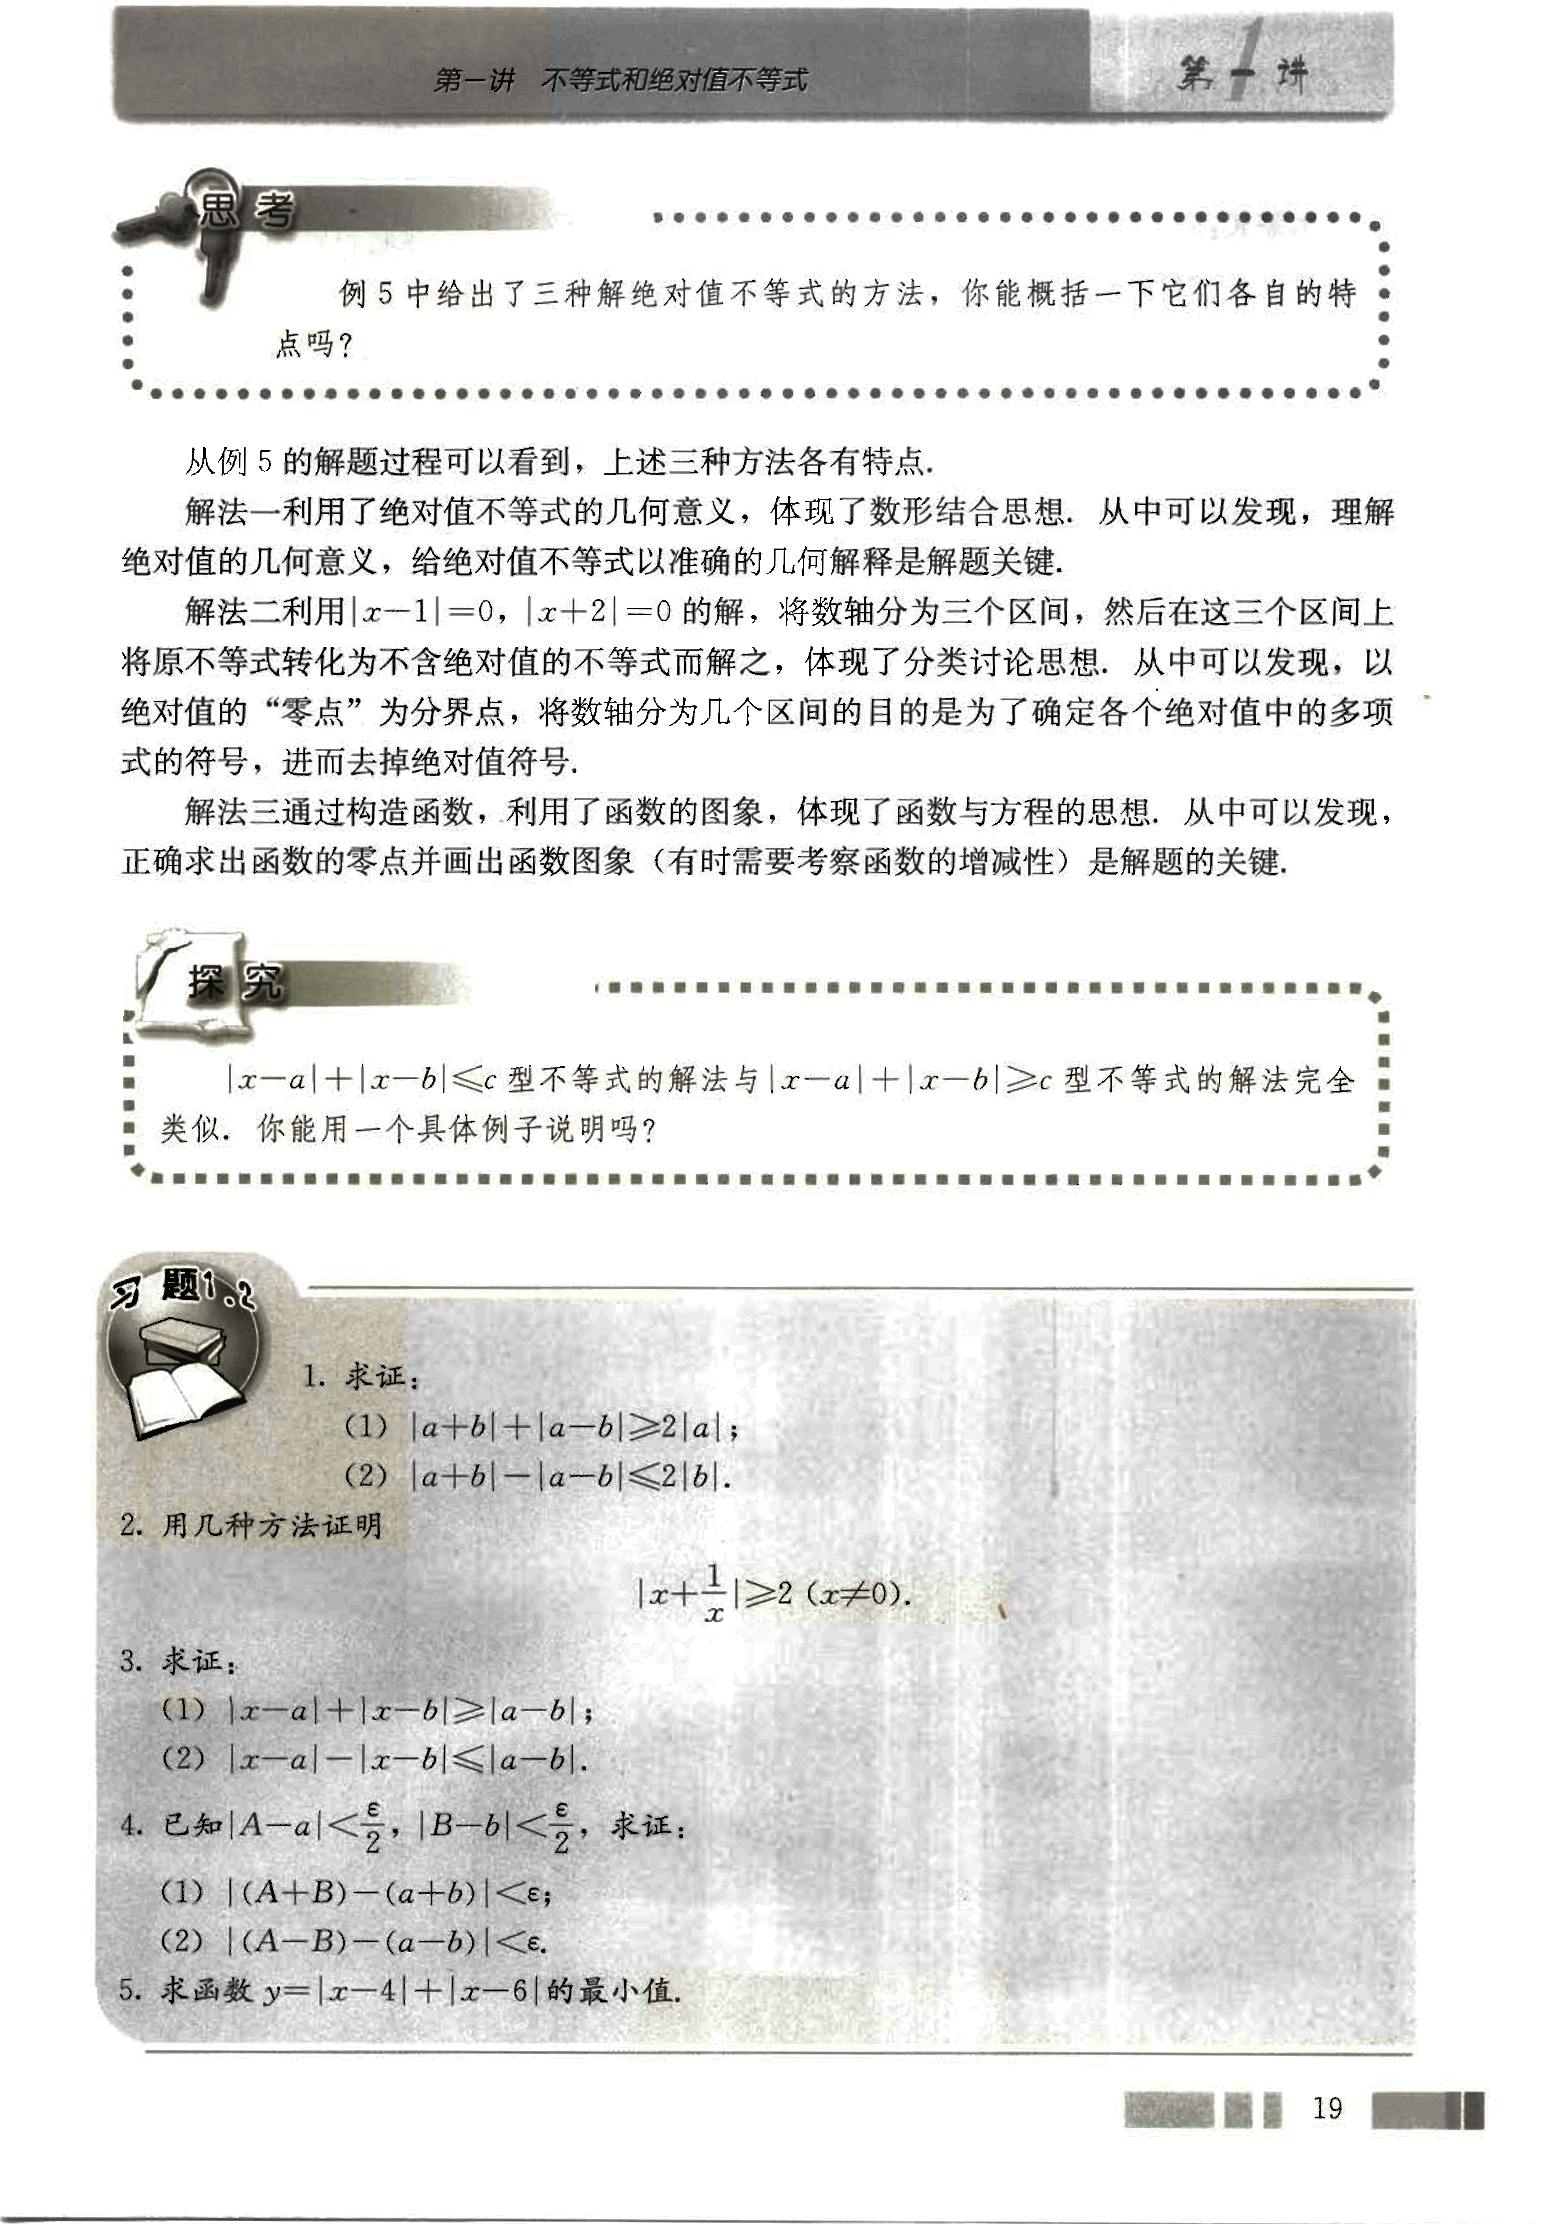 第一讲 不等式和绝对值不等式
第一讲
思考
例 5 中给出了三种解绝对值不等式的方法，你能概括一下它们各自的特
点吗?
从例 5 的解题过程可以看到，上述三种方法各有特点.
解法一利用了绝对值不等式的几何意义，体现了数形结合思想. 从中可以发现，理解
绝对值的几何意义，给绝对值不等式以准确的几何解释是解题关键.
解法二利用|x-1|=0，|x+2|=0 的解，将数轴分为三个区间，然后在这三个区间上
将原不等式转化为不含绝对值的不等式而解之，体现了分类讨论思想. 从中可以发现，以
绝对值的“零点”为分界点，将数轴分为几个区间的目的是为了确定各个绝对值中的多项
式的符号，进而去掉绝对值符号.
解法三通过构造函数，利用了函数的图象，体现了函数与方程的思想. 从中可以发现，
正确求出函数的零点并画出函数图象（有时需要考察函数的增减性）是解题的关键.
探究
|x-a|+|x-b|≤c 型不等式的解法与|x-a|+|x-b|≥c 型不等式的解法完全
类似. 你能用一个具体例子说明吗?
习题1.2
1. 求证:
(1) |a+b|+|a-b|≥2|a|;
(2) |a+b|-|a-b|≤2|b|.
2. 用几种方法证明
|x+1/x|≥2 (x≠0).
3. 求证:
(1) |x-a|+|x-b|≥|a-b|;
(2) |x-a|-|x-b|≤|a-b|.
4. 已知|A-a|<ε/2，|B-b|<ε/2，求证:
(1) |(A+B)-(a+b)|<ε;
(2) |(A-B)-(a-b)|<ε.
5. 求函数 y=|x-4|+|x-6|的最小值.
19